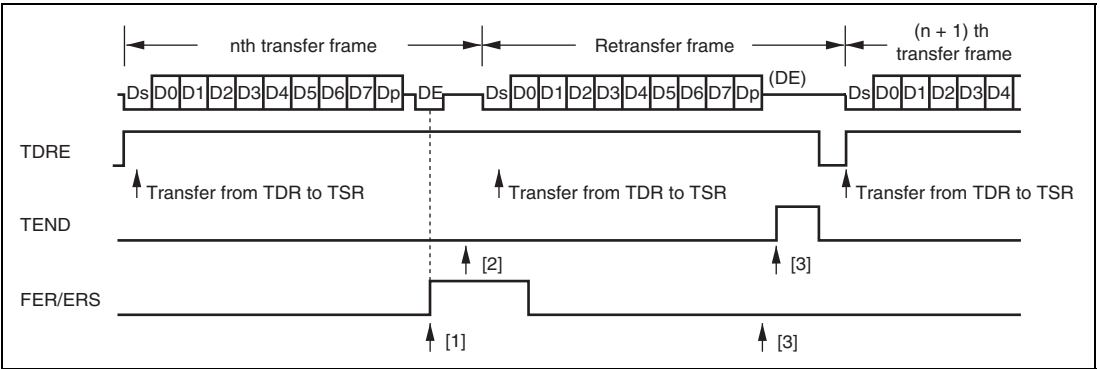 nth transfer frame
Retransfer frame
(n + 1) th
transfer frame
Ds D0 D1 D2 D3 D4 D5 D6 D7 Dp DE
Ds D0 D1 D2 D3 D4 D5 D6 D7 Dp (DE)
Ds D0 D1 D2 D3 D4
TDRE
Transfer from TDR to TSR
Transfer from TDR to TSR
Transfer from TDR to TSR
TEND
[2]
[3]
FER/ERS
[1]
[3]